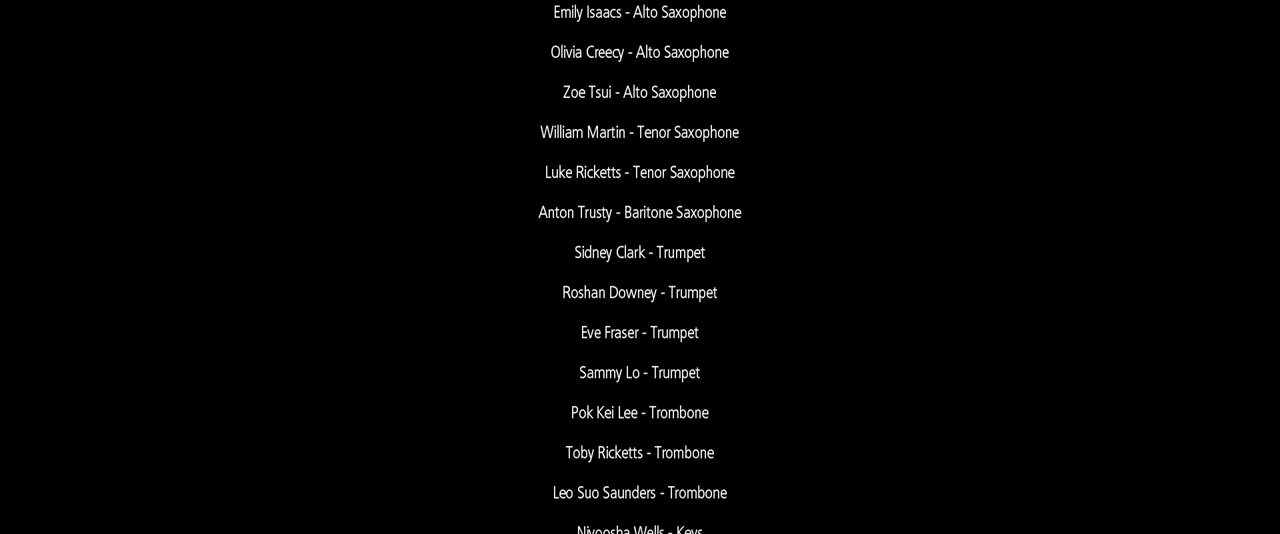 Emily Isaacs - Alto Saxophone
Olivia Creecy - Alto Saxophone
Zoe Tsui - Alto Saxophone
William Martin - Tenor Saxophone
Luke Ricketts - Tenor Saxophone
Anton Trusty - Baritone Saxophone
Sidney Clark - Trumpet
Roshan Downey - Trumpet
Eve Fraser - Trumpet
Sammy Lo - Trumpet
Pok Kei Lee - Trombone
Toby Ricketts - Trombone
Leo Suo Saunders - Trombone
Wells - Keys